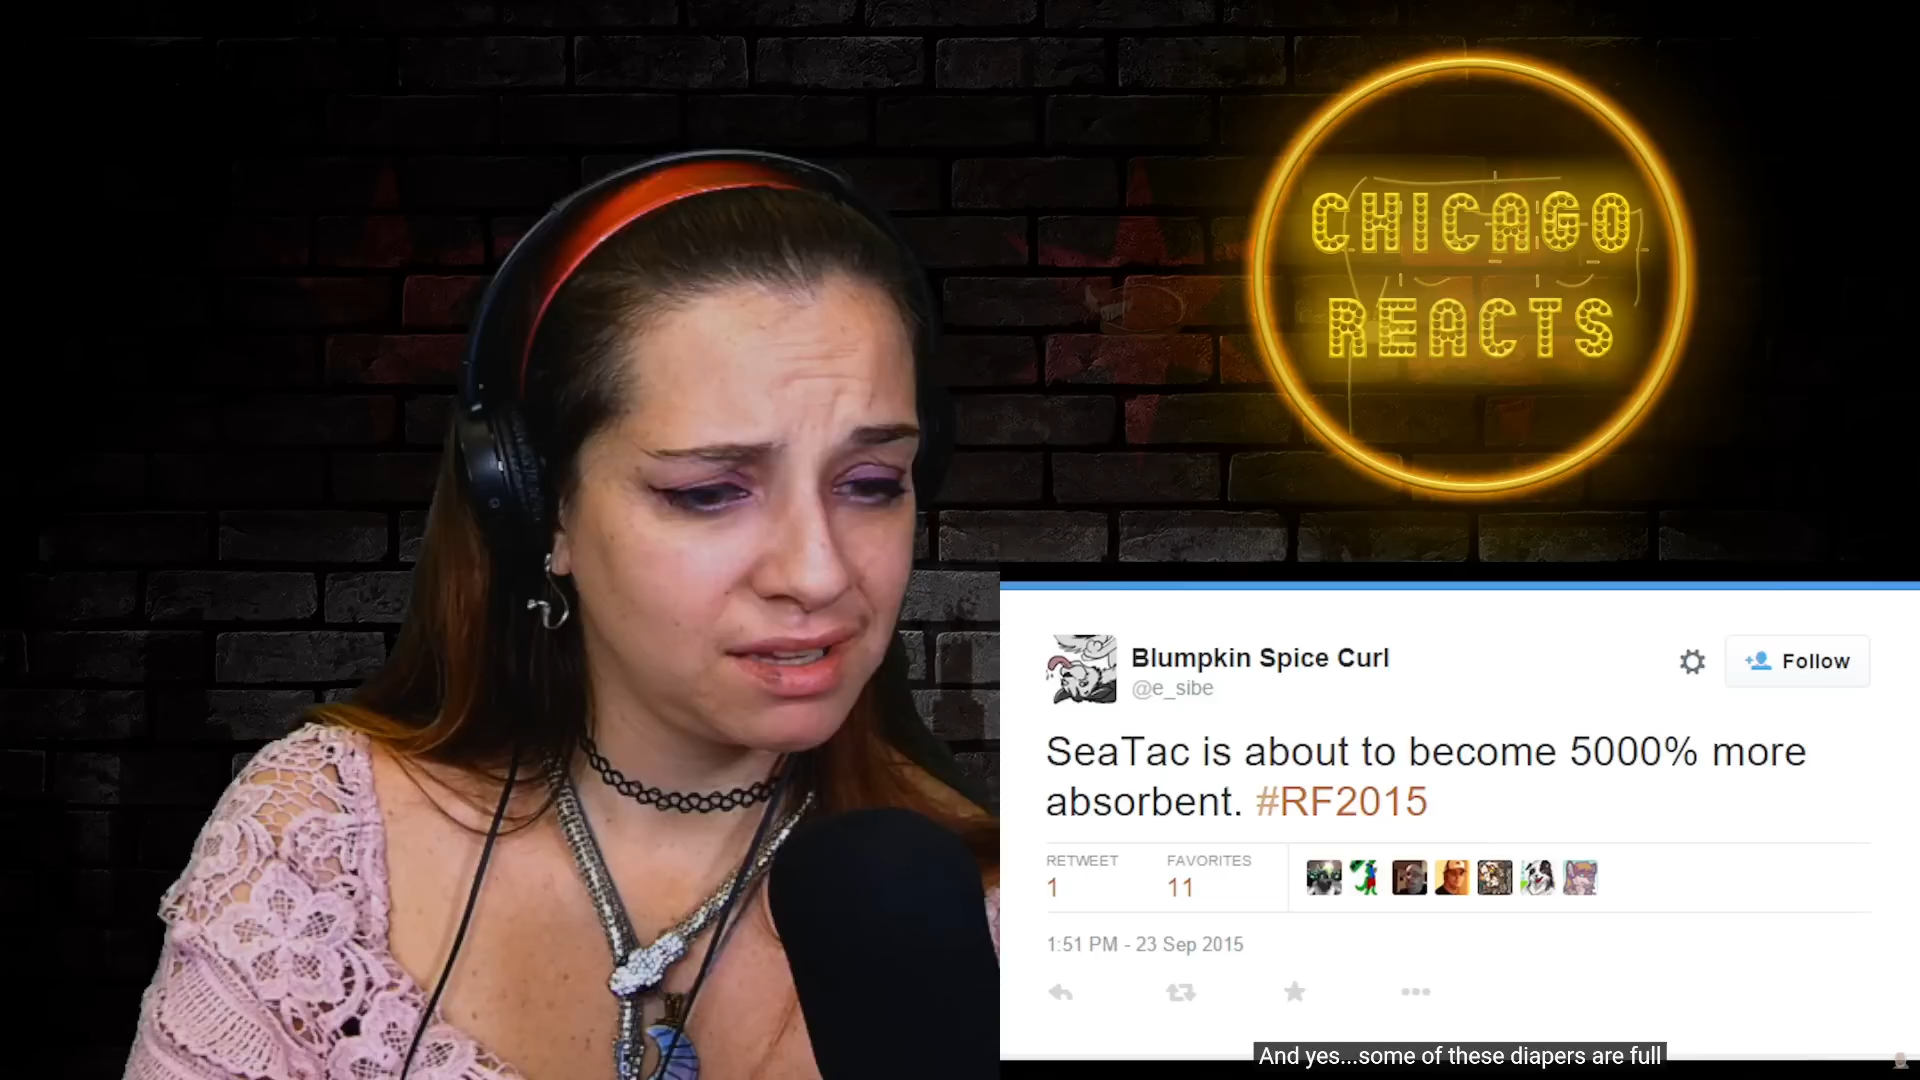 CHICAGO
REACTS
Blumpkin Spice Curl
@e_sibe
Follow
SeaTac is about to become 5000% more
absorbent. #RF2015
RETWEET
FAVORITES
1
11
1:51 PM - 23 Sep 2015
And yes...some of these diapers are full